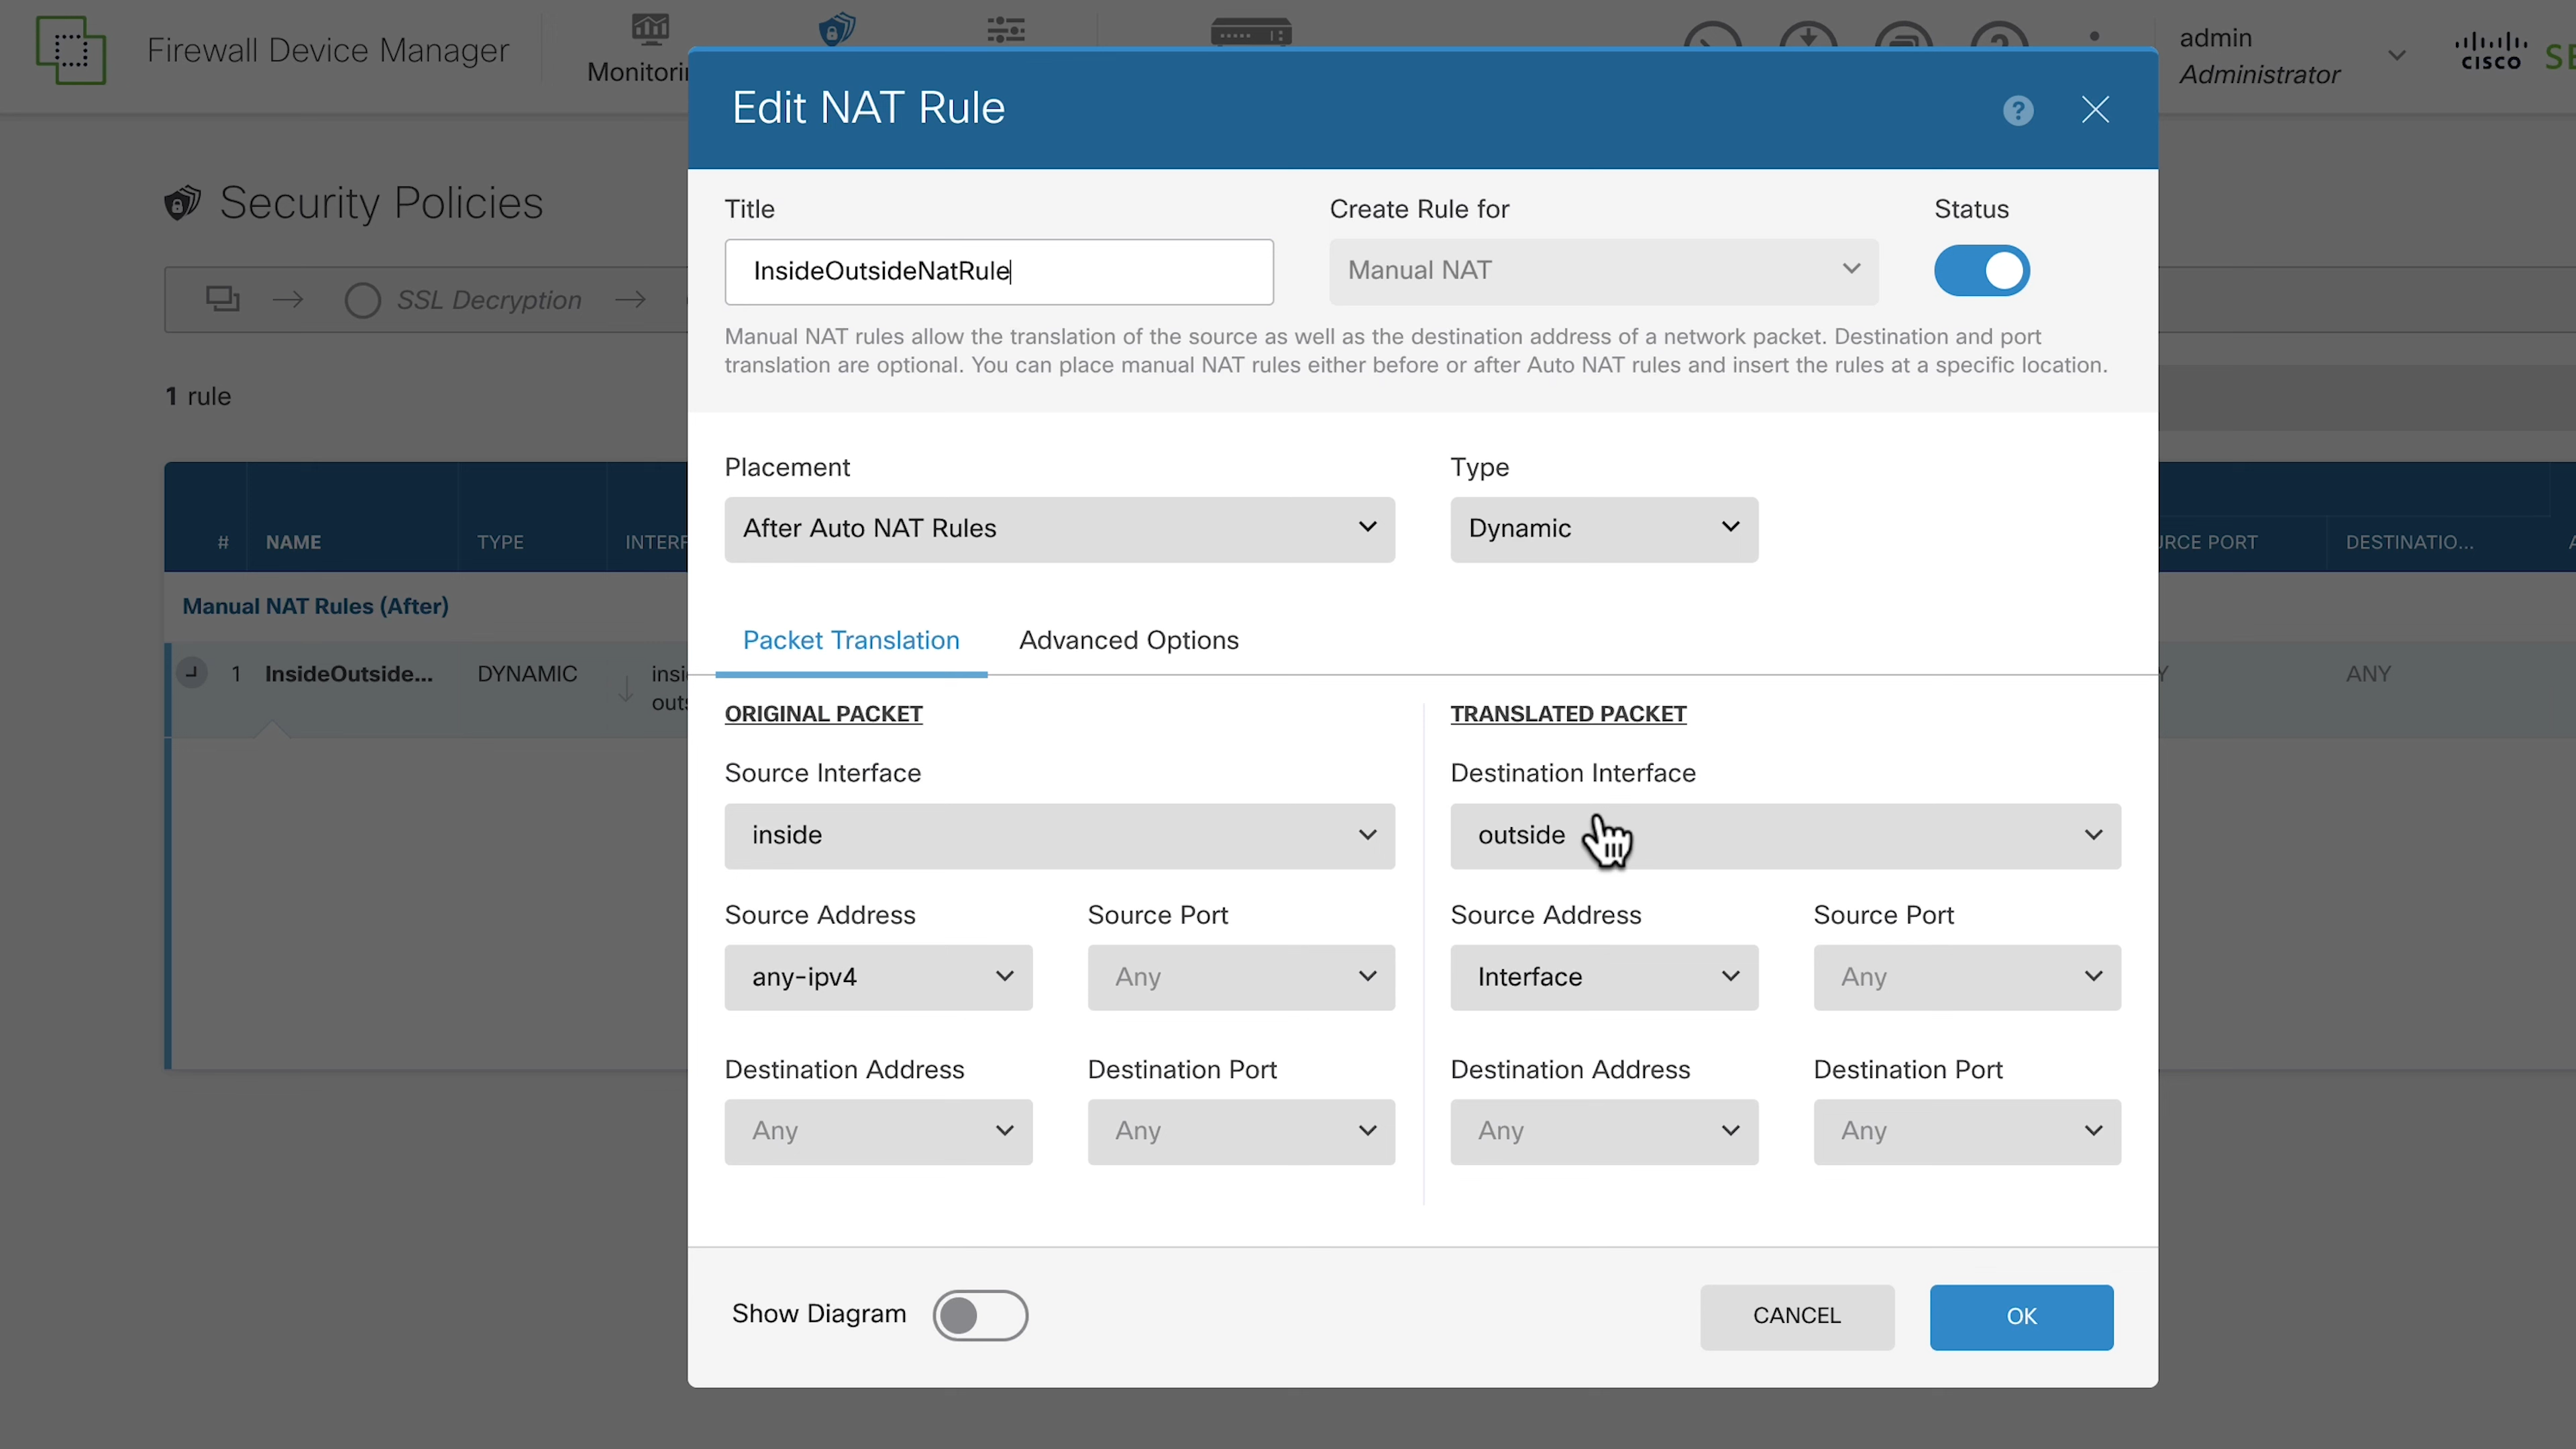 Firewall Device Manager
admin
Administrator
CISCO
Edit NAT Rule
?
Security Policies
Title
Create Rule for
Status
InsideOutsideNatRule
Manual NAT
SSL Decryption
Manual NAT rules allow the translation of the source as well as the destination address of a network packet. Destination and port
translation are optional. You can place manual NAT rules either before or after Auto NAT rules and insert the rules at a specific location.
1 rule
Placement
Type
After Auto NAT Rules
Dynamic
# NAME TYPE
DESTINATIO...
Manual NAT Rules (After)
Packet Translation
Advanced Options
1 InsideOutside... DYNAMIC
ANY
ORIGINAL PACKET
TRANSLATED PACKET
Source Interface
Destination Interface
inside
outside
Source Address
Source Port
Source Address
Source Port
any-ipv4
Any
Interface
Any
Destination Address
Destination Port
Destination Address
Destination Port
Any
Any
Any
Any
Show Diagram
CANCEL
OK